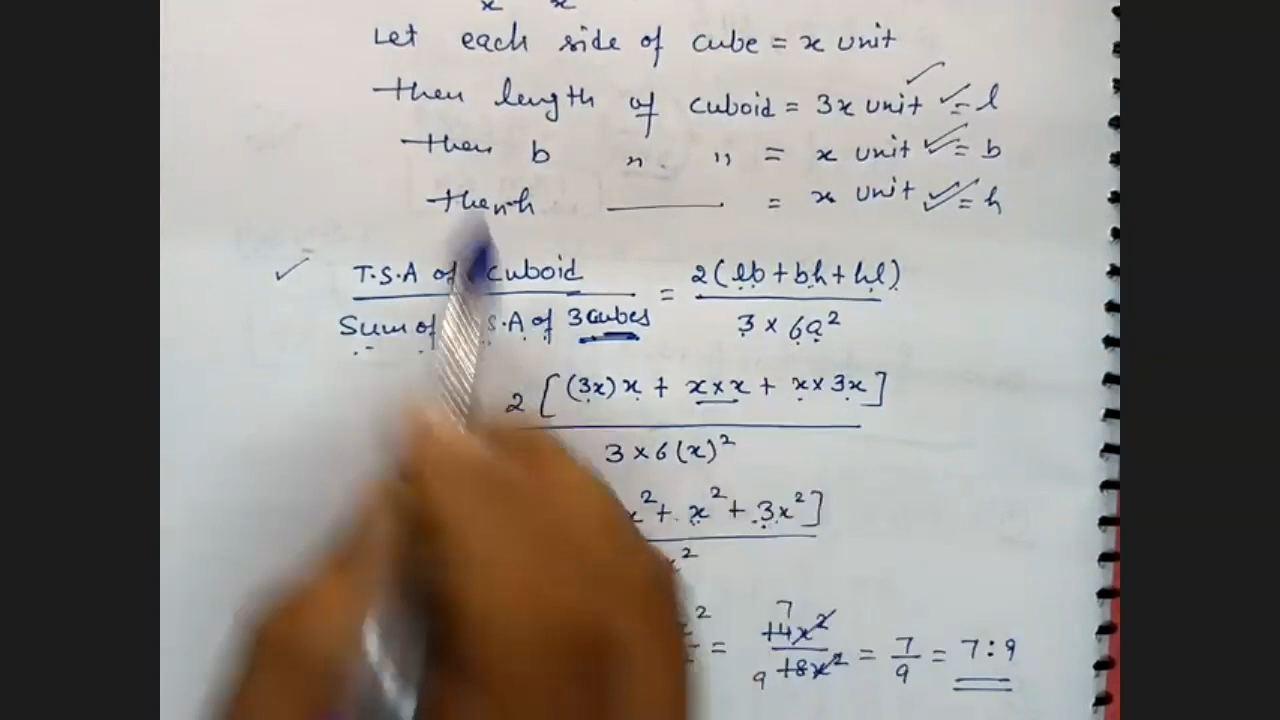 x x
Let each side of cube = x unit
then length of cuboid = 3x unit = l
then b " " = x unit = b
then h ——— = x unit = h
T.S.A of cuboid / Sum of S.A of 3 cubes = 2(lb + bh + hl) / 3 × 6a²
2[(3x)x + x×x + x×3x] / 3 × 6(x)²
x² + x² + 3x²] / x²
x² = 14x² / 18x² 7 9 = 7/9 = 7:9